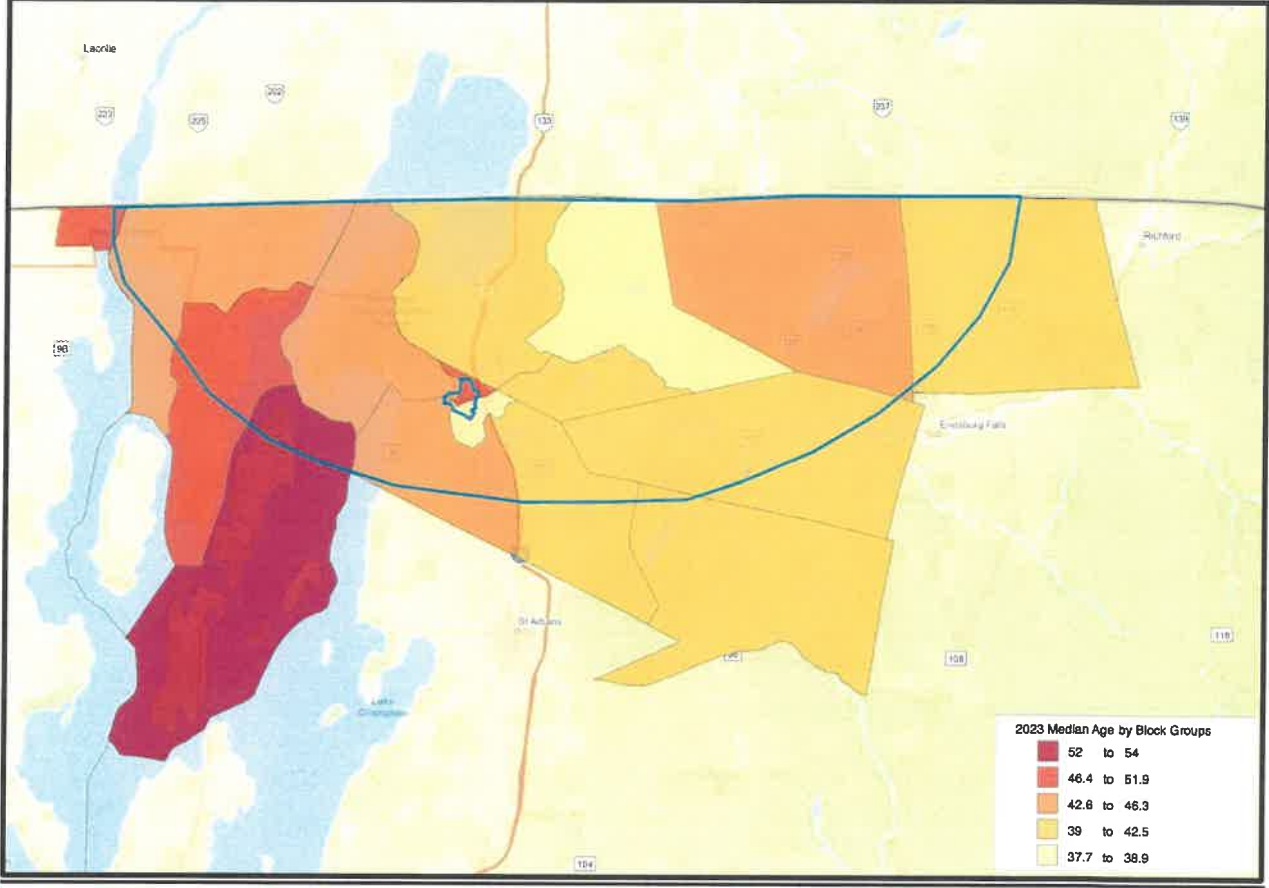 Lacolle
202
223
225
133
237
139
Richford
9B
Enosburg Falls
St Albans
118
108
Lake
Champlain
2023 Median Age by Block Groups
52 to 54
46.4 to 51.9
42.6 to 46.3
39 to 42.5
37.7 to 38.9
104